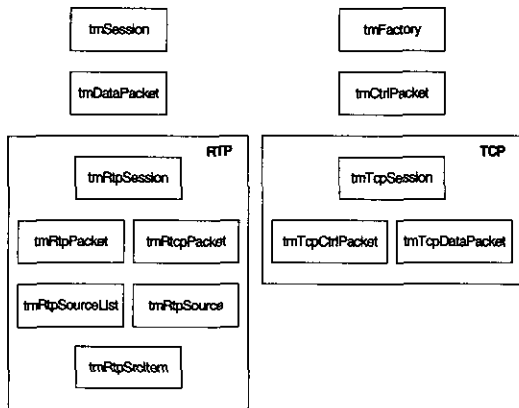 tmSession
tmFactory
tmDataPacket
tmCtrlPacket
RTP
tmRtpSession
tmRtpPacket
tmRtcpPacket
tmRtpSourceList
tmRtpSource
tmRtpSrcItem
TCP
tmTcpSession
tmTcpCtrlPacket
tmTcpDataPacket